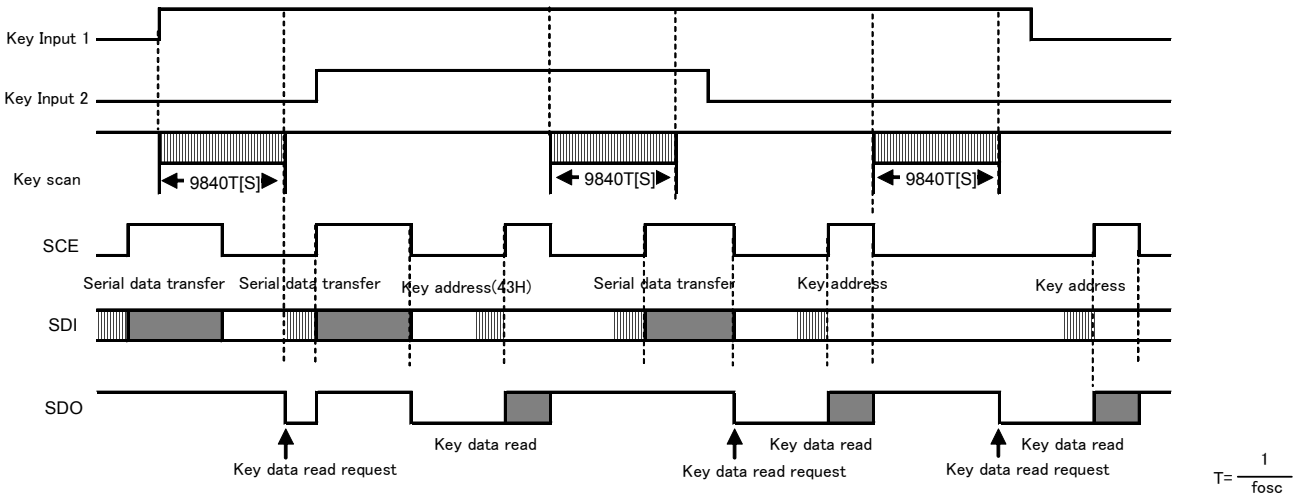 Key Input 1
Key Input 2
Key scan
9840T[S] 9840T[S] 9840T[S]
SCE
Serial data transfer Serial data transfer Key address(43H) Serial data transfer Key address Key address
SDI
SDO
Key data read Key data read Key data read
Key data read request Key data read request Key data read request
T= 1
fosc